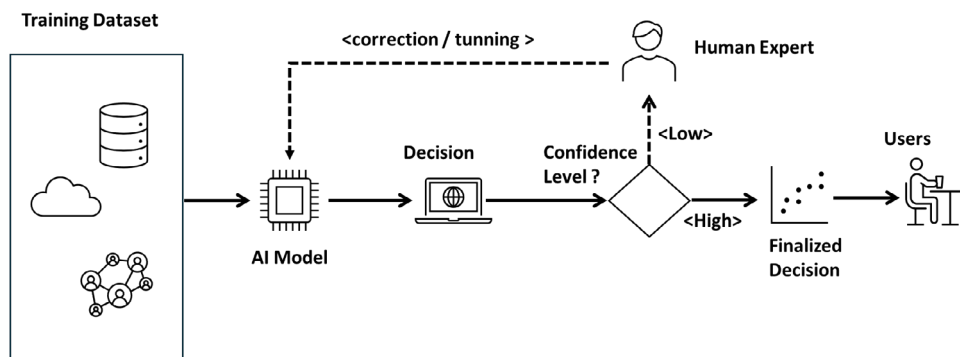 Training Dataset
<correction / tunning >
Human Expert
<Low>
Decision
Confidence
Level ?
Users
<High>
AI Model
Finalized
Decision